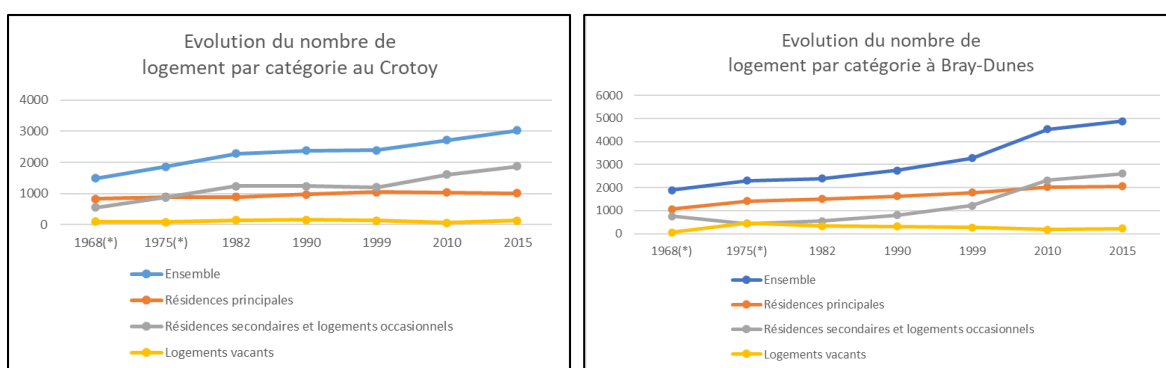 Evolution du nombre de
logement par catégorie au Crotoy
4000
3000
2000
1000
0
1968(*) 1975(*) 1982 1990 1999 2010 2015
Ensemble
Résidences principales
Résidences secondaires et logements occasionnels
Logements vacants
Evolution du nombre de
logement par catégorie à Bray-Dunes
6000
5000
4000
3000
2000
1000
0
1968(*) 1975(*) 1982 1990 1999 2010 2015
Ensemble
Résidences principales
Résidences secondaires et logements occasionnels
Logements vacants